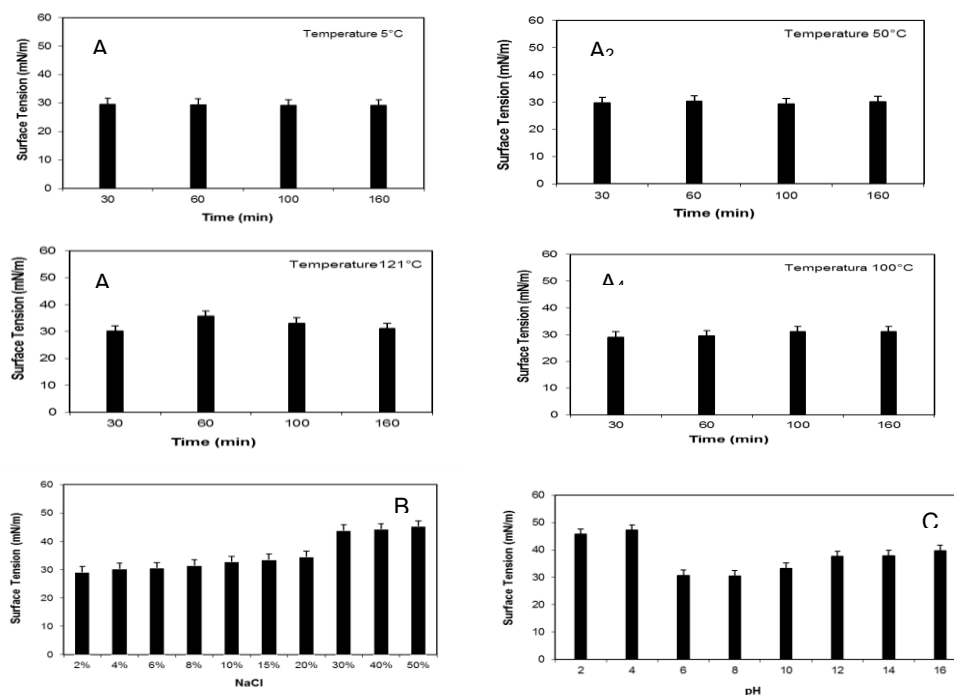 A
Temperature 5°C
Surface Tension (mN/m)
60
50
40
30
20
10
0
30 60 100 160
Time (min)
A2
Temperature 50°C
Surface Tension (mN/m)
60
50
40
30
20
10
0
30 60 100 160
Time (min)
A
Temperature121°C
Surface Tension (mN/m)
60
50
40
30
20
10
0
30 60 100 160
Time (min)
A4
Temperatura 100°C
Surface Tension (mN/m)
60
50
40
30
20
10
0
30 60 100 160
Time (min)
B
Surface Tension (mN/m)
60
50
40
30
20
10
0
2% 4% 6% 8% 10% 15% 20% 30% 40% 50%
NaCl
C
Surface Tension (mN/m)
60
50
40
30
20
10
0
2 4 6 8 10 12 14 16
pH